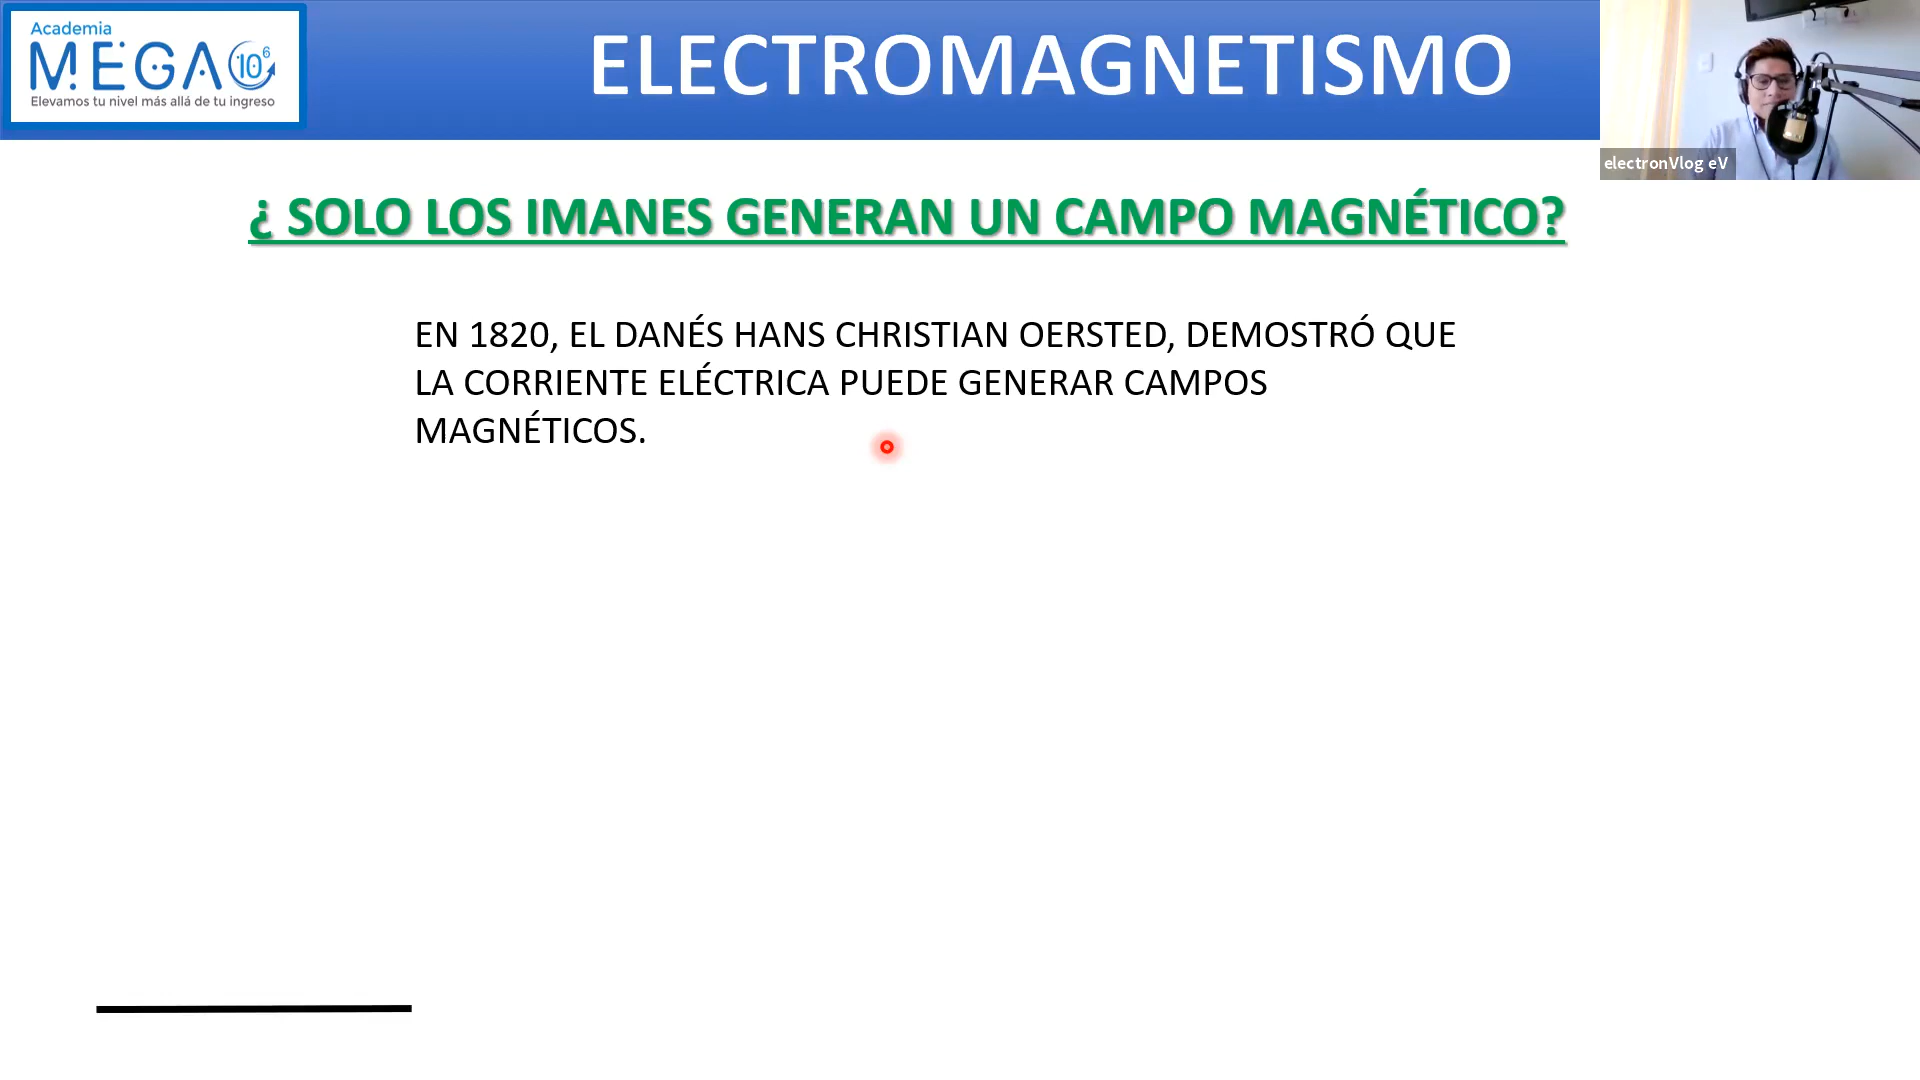 Academia
MEGA 10⁶
Elevamos tu nivel más allá de tu ingreso
ELECTROMAGNETISMO
electronVlog eV
¿ SOLO LOS IMANES GENERAN UN CAMPO MAGNÉTICO?
EN 1820, EL DANÉS HANS CHRISTIAN OERSTED, DEMOSTRÓ QUE
LA CORRIENTE ELÉCTRICA PUEDE GENERAR CAMPOS
MAGNÉTICOS.